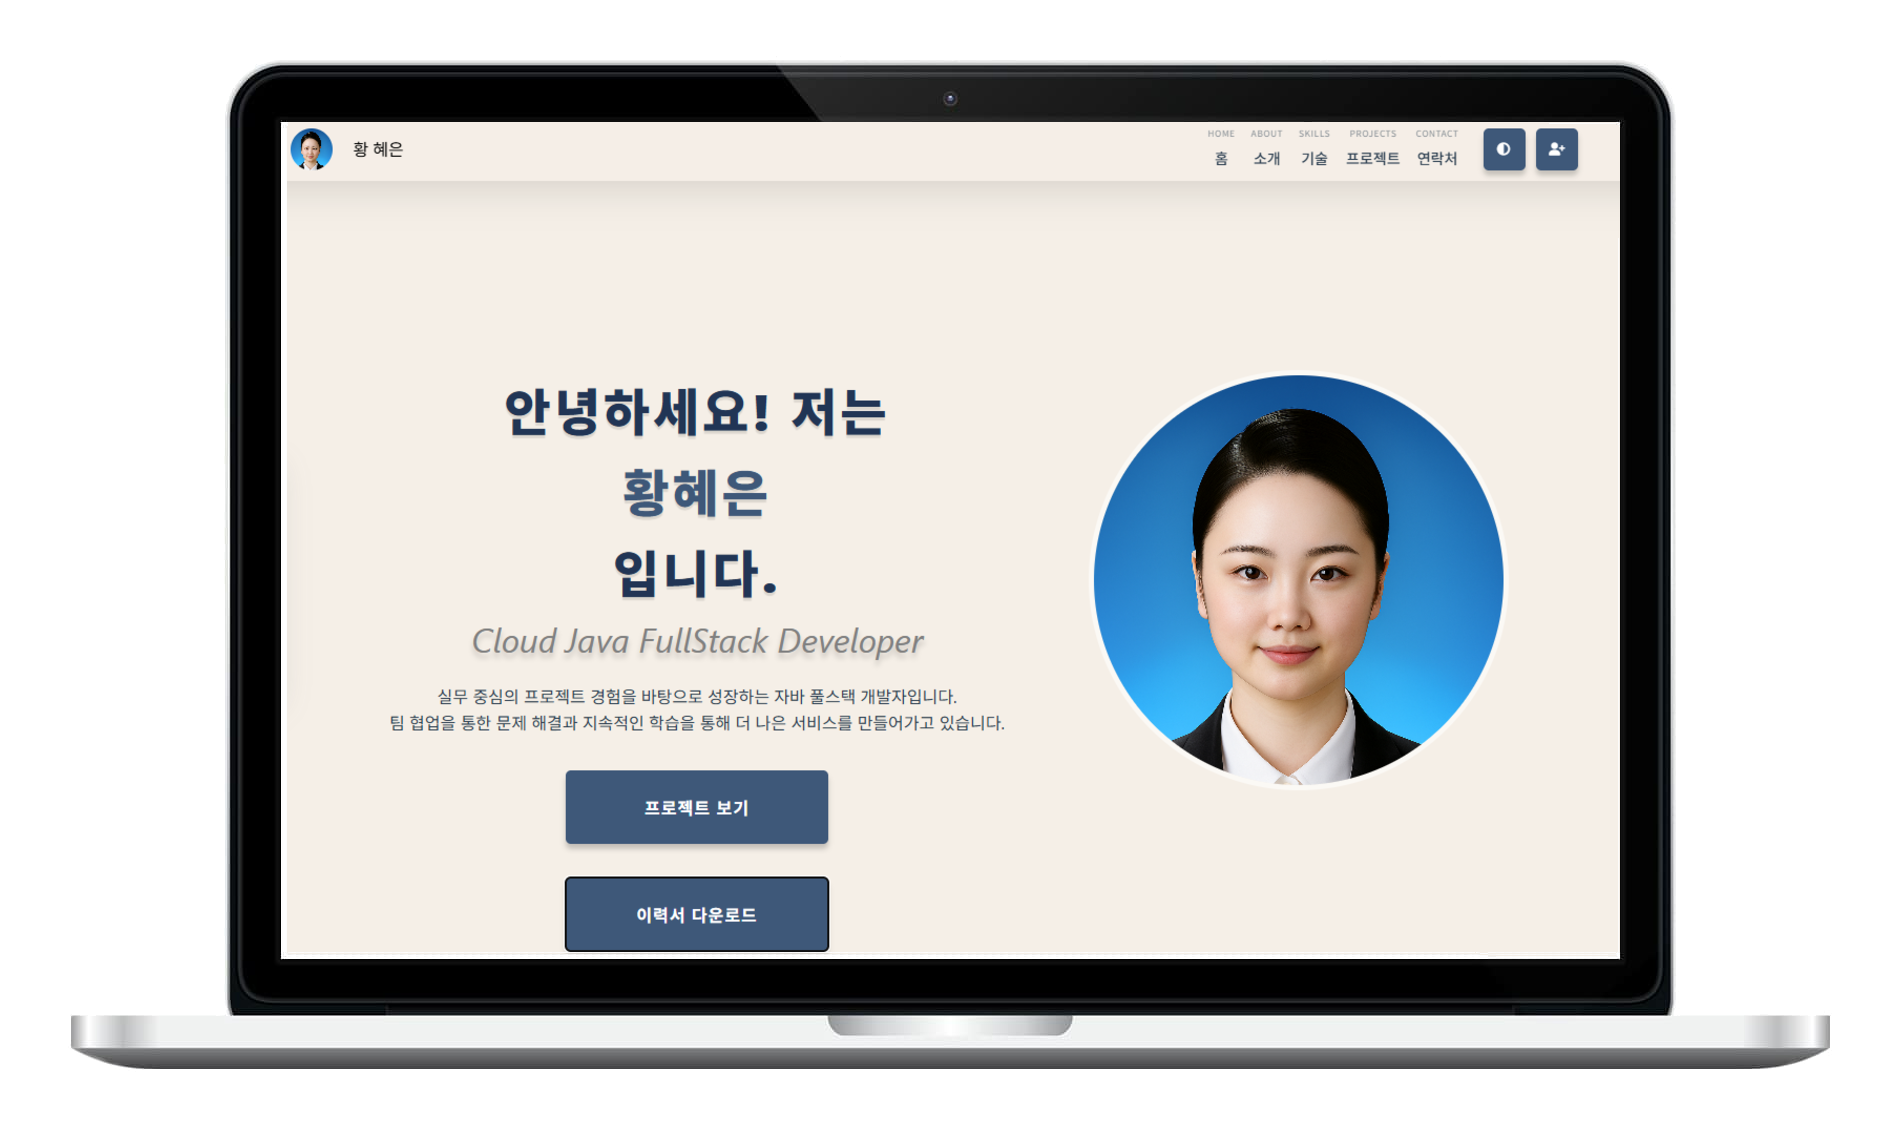 황 혜은
HOME ABOUT SKILLS PROJECTS CONTACT
홈 소개 기술 프로젝트 연락처
안녕하세요! 저는
황혜은
입니다.
Cloud Java FullStack Developer
실무 중심의 프로젝트 경험을 바탕으로 성장하는 자바 풀스택 개발자입니다.
팀 협업을 통한 문제 해결과 지속적인 학습을 통해 더 나은 서비스를 만들어가고 있습니다.
프로젝트 보기
이력서 다운로드